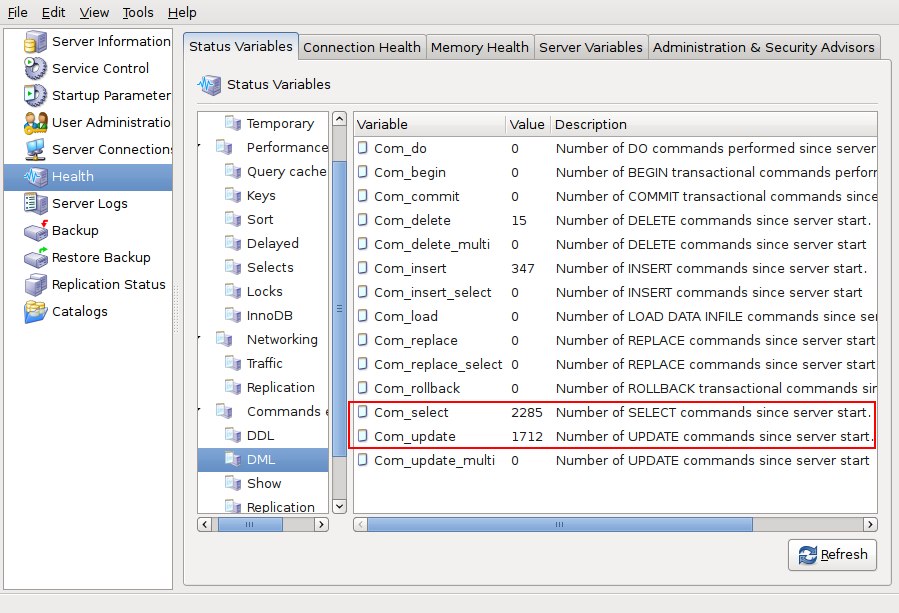 File Edit View Tools Help
Server Information
Service Control
Startup Parameter
User Administratio
Server Connections
Health
Server Logs
Backup
Restore Backup
Replication Status
Catalogs
Status Variables Connection Health Memory Health Server Variables Administration & Security Advisors
Status Variables
Temporary
Performance
Query cache
Keys
Sort
Delayed
Selects
Locks
InnoDB
Networking
Traffic
Replication
Commands e
DDL
DML
Show
Replication
Variable Value Description
Com_do 0 Number of DO commands performed since server
Com_begin 0 Number of BEGIN transactional commands perforn
Com_commit 0 Number of COMMIT transactional commands since
Com_delete 15 Number of DELETE commands since server start.
Com_delete_multi 0 Number of DELETE commands since server start
Com_insert 347 Number of INSERT commands since server start.
Com_insert_select 0 Number of INSERT commands since server start
Com_load 0 Number of LOAD DATA INFILE commands since se
Com_replace 0 Number of REPLACE commands since server start
Com_replace_select 0 Number of REPLACE commands since server start
Com_rollback 0 Number of ROLLBACK transactional commands si
Com_select 2285 Number of SELECT commands since server start.
Com_update 1712 Number of UPDATE commands since server start.
Com_update_multi 0 Number of UPDATE commands since server start
Refresh